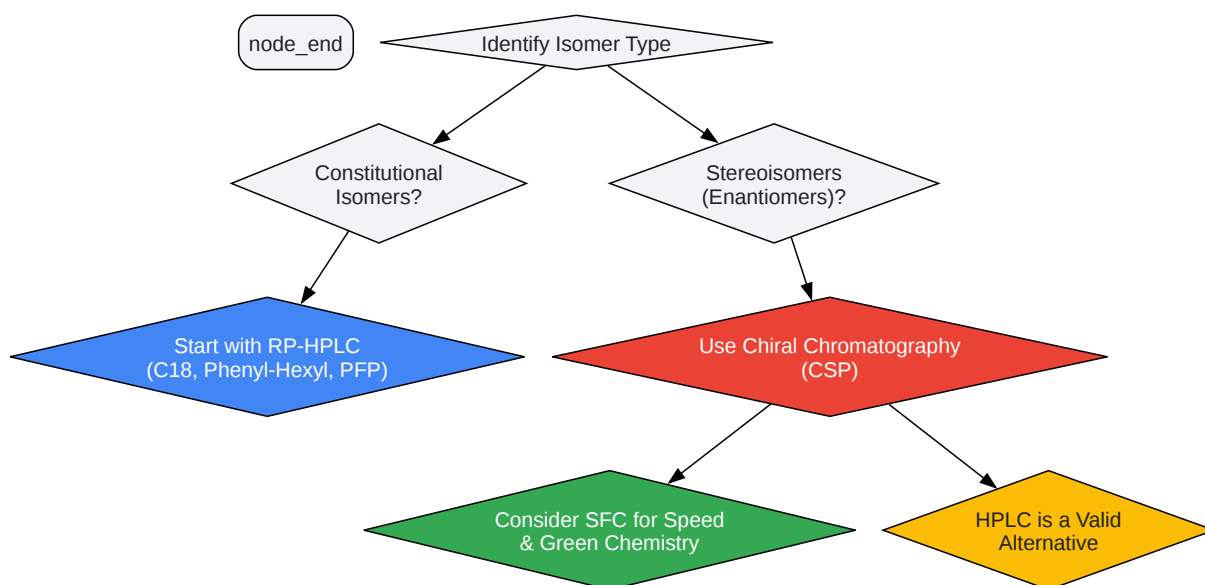 node_end
Identify Isomer Type
Constitutional
Isomers?
Stereoisomers
(Enantiomers)?
Start with RP-HPLC
(C18, Phenyl-Hexyl, PFP)
Use Chiral Chromatography
(CSP)
Consider SFC for Speed
& Green Chemistry
HPLC is a Valid
Alternative